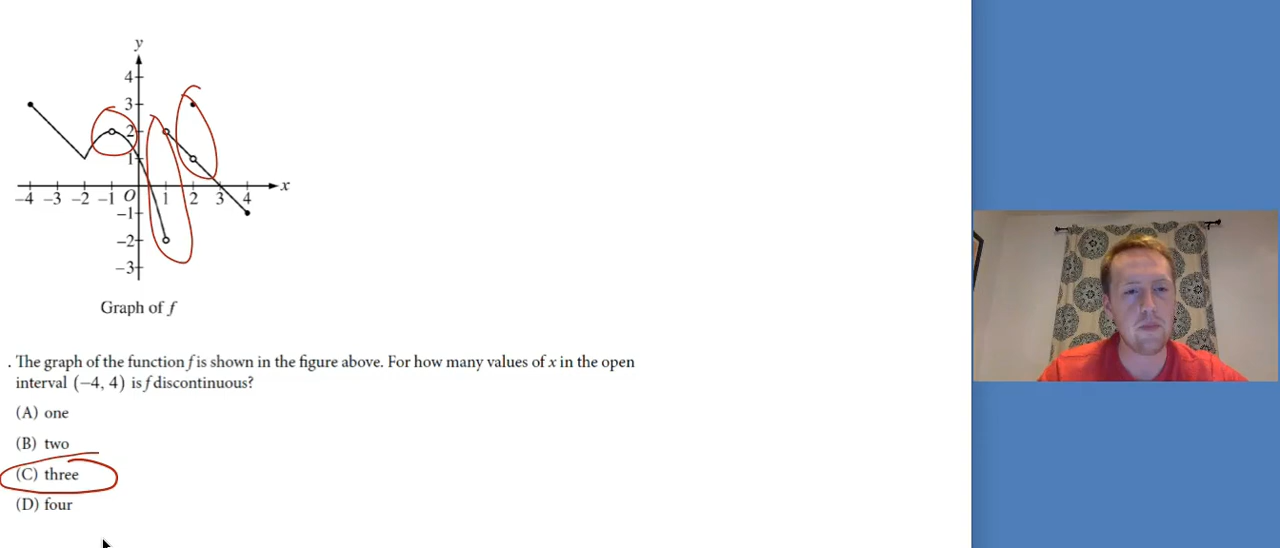 y
4
3
2
1
-4 -3 -2 -1 O 1 2 3 4 x
-1
-2
-3
Graph of f
. The graph of the function f is shown in the figure above. For how many values of x in the open
interval (−4, 4) is f discontinuous?
(A) one
(B) two
(C) three
(D) four